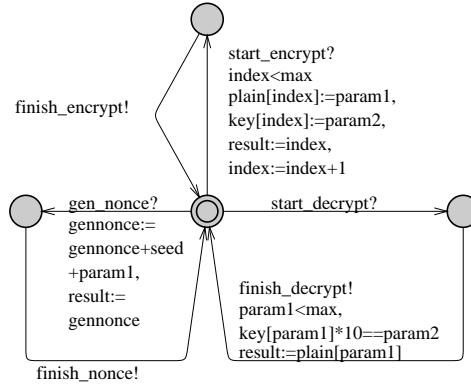 start_encrypt?
index<max
plain[index]:=param1,
key[index]:=param2,
result:=index,
index:=index+1
finish_encrypt!
gen_nonce?
gennonce:=
gennonce+seed
+param1,
result:=
gennonce
start_decrypt?
finish_decrypt!
param1<max,
key[param1]*10==param2
result:=plain[param1]
finish_nonce!